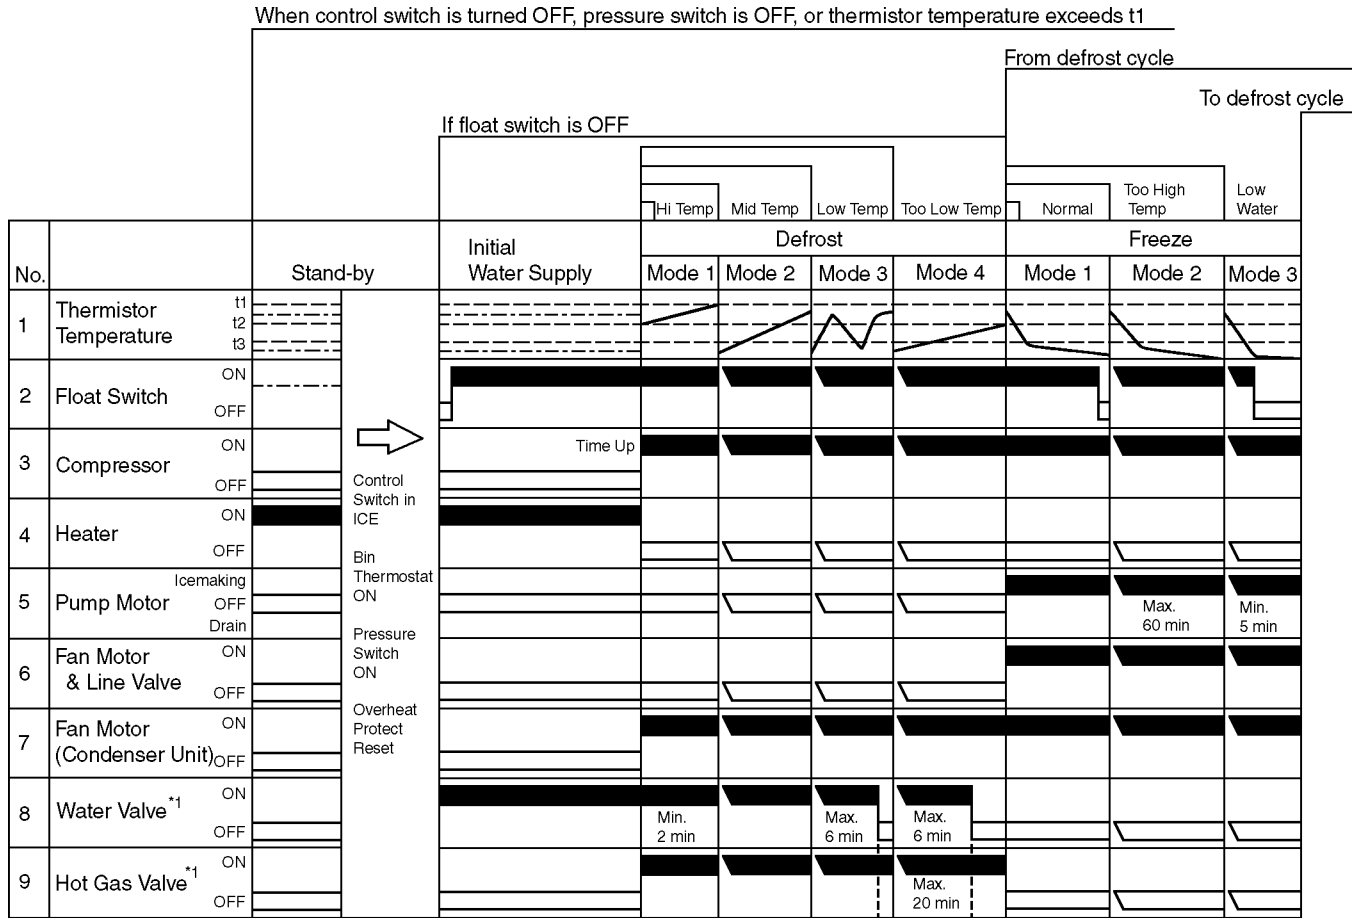 When control switch is turned OFF, pressure switch is OFF, or thermistor temperature exceeds t1
From defrost cycle
To defrost cycle
If float switch is OFF
Hi Temp
Mid Temp
Low Temp
Too Low Temp
Normal
Too High
Temp
Low
Water
No.
Stand-by
Initial
Water Supply
Defrost
Freeze
Mode 1
Mode 2
Mode 3
Mode 4
Mode 1
Mode 2
Mode 3
1
Thermistor
Temperature
t1
t2
t3
2
Float Switch
ON
OFF
3
Compressor
ON
OFF
Time Up
4
Heater
ON
OFF
5
Pump Motor
Icemaking
OFF
Drain
Max.
60 min
Min.
5 min
6
Fan Motor
& Line Valve
ON
OFF
7
Fan Motor
(Condenser Unit)
ON
OFF
8
Water Valve*1
ON
OFF
Min.
2 min
Max.
6 min
Max.
6 min
9
Hot Gas Valve*1
ON
OFF
Max.
20 min
Control
Switch in
ICE
Bin
Thermostat
ON
Pressure
Switch
ON
Overheat
Protect
Reset